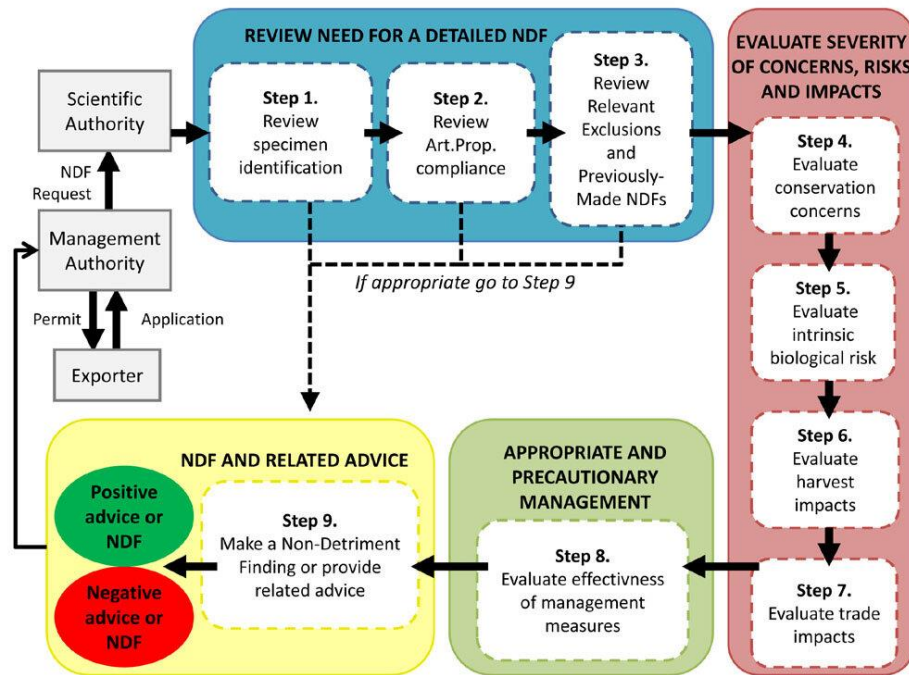 REVIEW NEED FOR A DETAILED NDF
Scientific
Authority
NDF
Request
Management
Authority
Permit
Application
Exporter
Step 1.
Review
specimen
identification
Step 2.
Review
Art.Prop.
compliance
Step 3.
Review
Relevant
Exclusions
and
Previously-
Made NDFs
If appropriate go to Step 9
EVALUATE SEVERITY
OF CONCERNS, RISKS
AND IMPACTS
Step 4.
Evaluate
conservation
concerns
Step 5.
Evaluate
intrinsic
biological risk
Step 6.
Evaluate
harvest
impacts
Step 7.
Evaluate trade
impacts
APPROPRIATE AND
PRECAUTIONARY
MANAGEMENT
Step 8.
Evaluate effectivness
of management
measures
NDF AND RELATED ADVICE
Step 9.
Make a Non-Detriment
Finding or provide
related advice
Positive
advice or
NDF
Negative
advice or
NDF